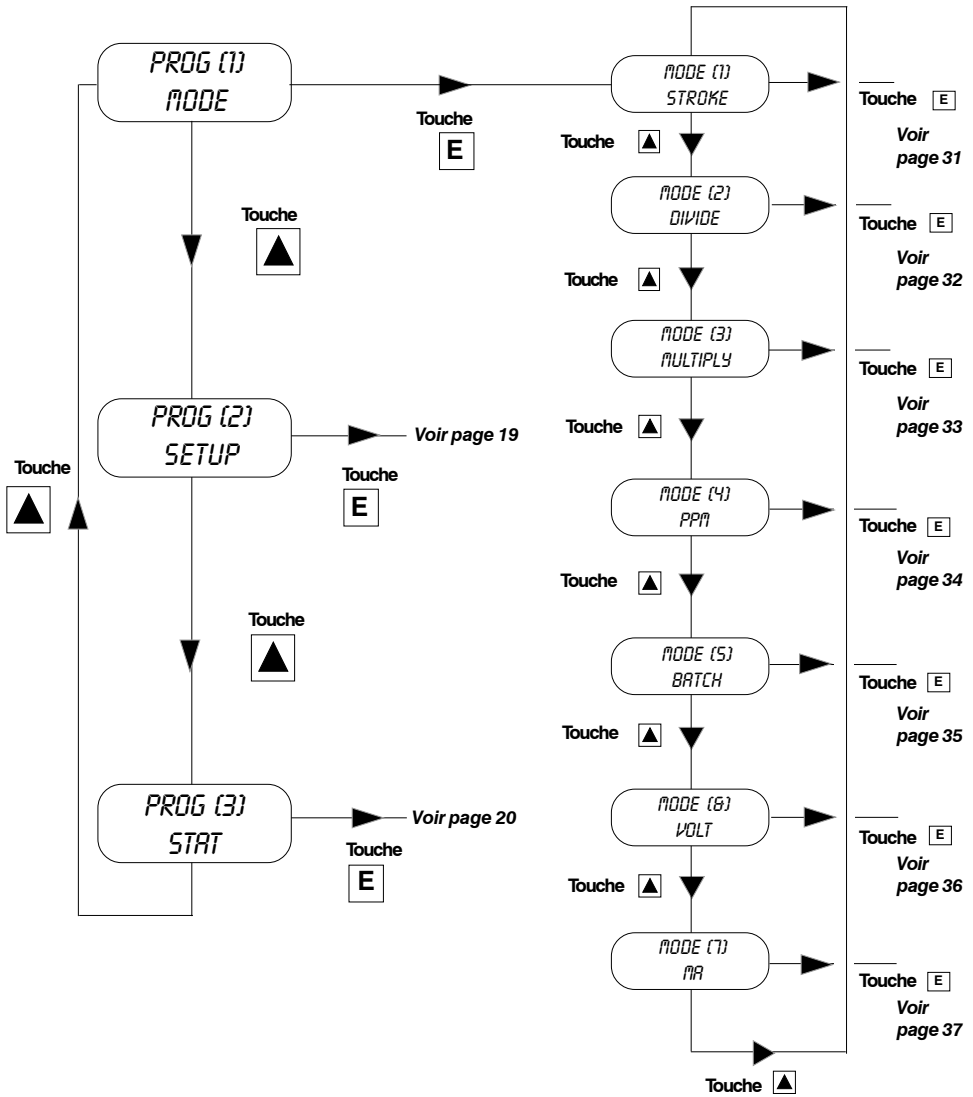 PROG (1)
MODE
Touche
E
Touche
PROG (2)
SETUP
Voir page 19
Touche
E
Touche
Touche
PROG (3)
STAT
Voir page 20
Touche
E
MODE (1)
STROKE
Touche E
Voir
page 31
Touche
MODE (2)
DIVIDE
Touche E
Voir
page 32
Touche
MODE (3)
MULTIPLY
Touche E
Voir
page 33
Touche
MODE (4)
PPM
Touche E
Voir
page 34
Touche
MODE (5)
BATCH
Touche E
Voir
page 35
Touche
MODE (&)
VOLT
Touche E
Voir
page 36
Touche
MODE (7)
MA
Touche E
Voir
page 37
Touche